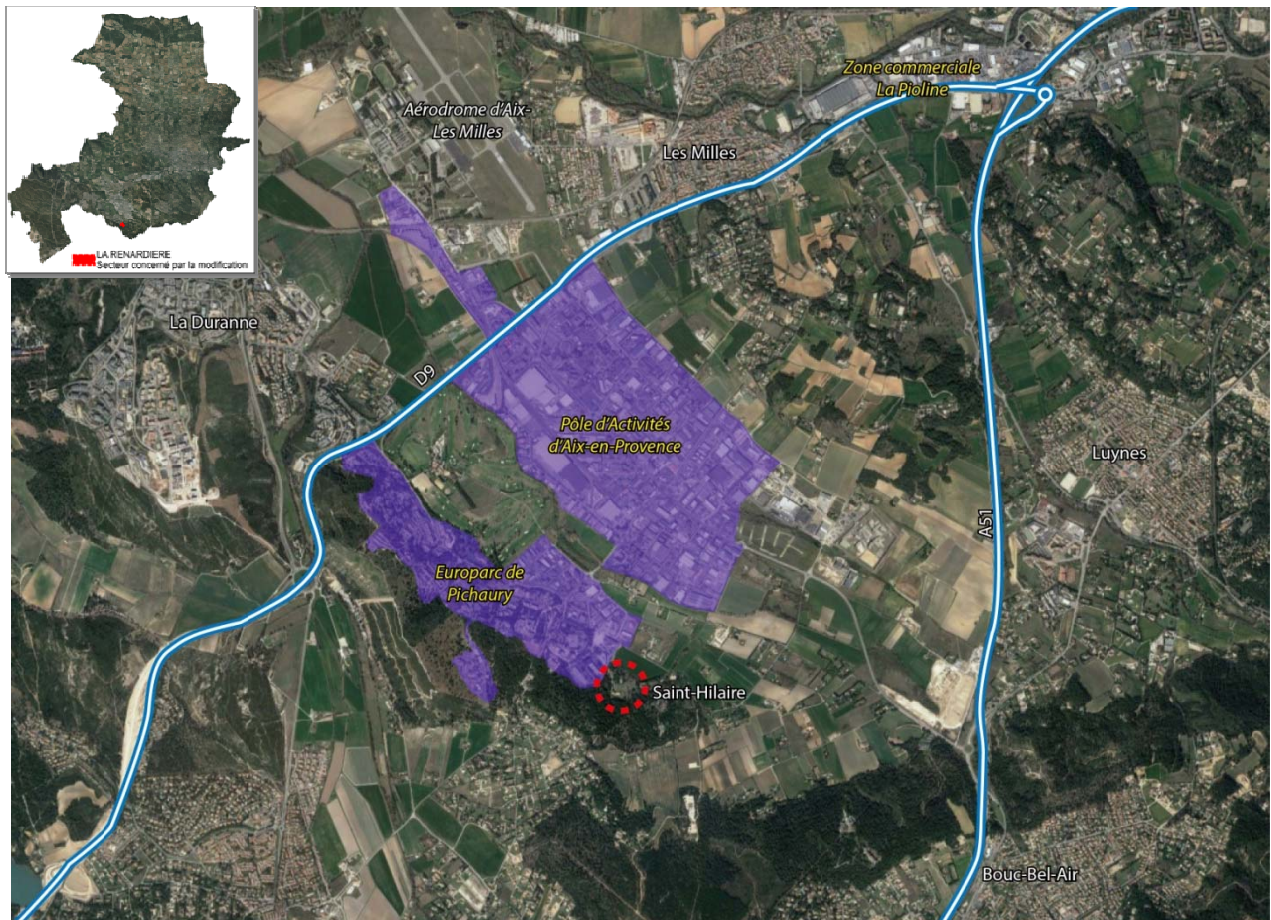 LA RENARDIERE
Secteur concerné par la modification
Zone commerciale
La Pioline
Aérodrome d'Aix-
Les Milles
Les Milles
La Duranne
D9
Pôle d'Activités
d'Aix-en-Provence
Luynes
A51
Europarc de
Pichaury
Saint-Hilaire
Bouc-Bel-Air